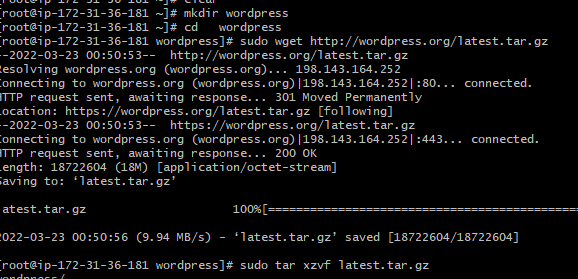 [root@ip-172-31-36-181 ~]# clear
[root@ip-172-31-36-181 ~]# mkdir wordpress
[root@ip-172-31-36-181 ~]# cd   wordpress
[root@ip-172-31-36-181 wordpress]# sudo wget http://wordpress.org/latest.tar.gz
--2022-03-23 00:50:53--  http://wordpress.org/latest.tar.gz
Resolving wordpress.org (wordpress.org)... 198.143.164.252
Connecting to wordpress.org (wordpress.org)|198.143.164.252|:80... connected.
HTTP request sent, awaiting response... 301 Moved Permanently
Location: https://wordpress.org/latest.tar.gz [following]
--2022-03-23 00:50:53--  https://wordpress.org/latest.tar.gz
Connecting to wordpress.org (wordpress.org)|198.143.164.252|:443... connected.
HTTP request sent, awaiting response... 200 OK
Length: 18722604 (18M) [application/octet-stream]
Saving to: ‘latest.tar.gz’
latest.tar.gz                   100%[============================================
2022-03-23 00:50:56 (9.94 MB/s) - ‘latest.tar.gz’ saved [18722604/18722604]
[root@ip-172-31-36-181 wordpress]# sudo tar xzvf latest.tar.gz
wordpress/